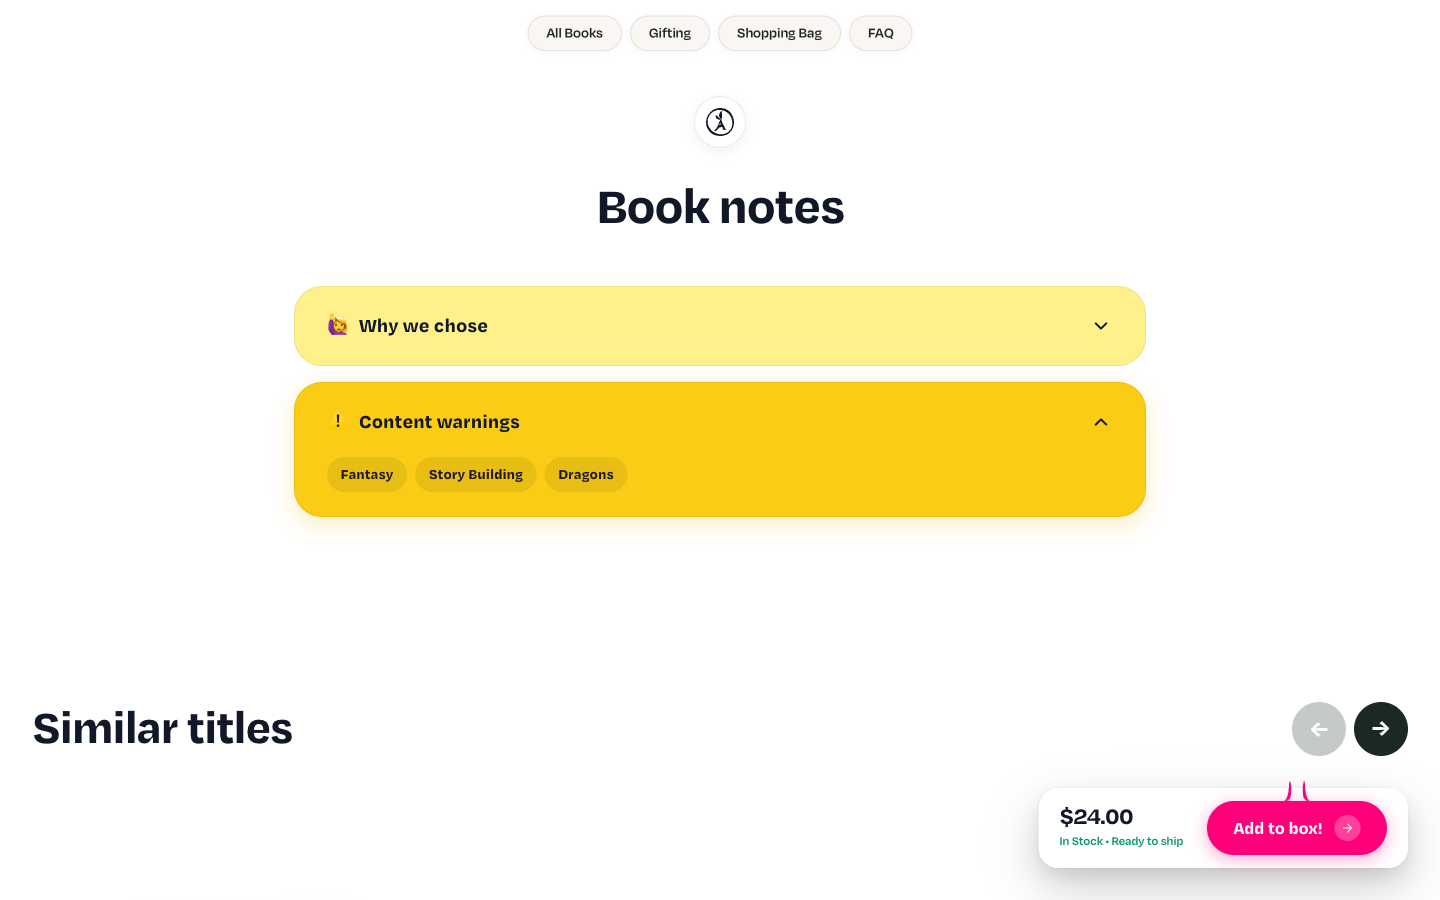 All Books
Gifting
Shopping Bag
FAQ
Book notes
Why we chose
Content warnings
Fantasy
Story Building
Dragons
Similar titles
$24.00
In Stock • Ready to ship
Add to box!